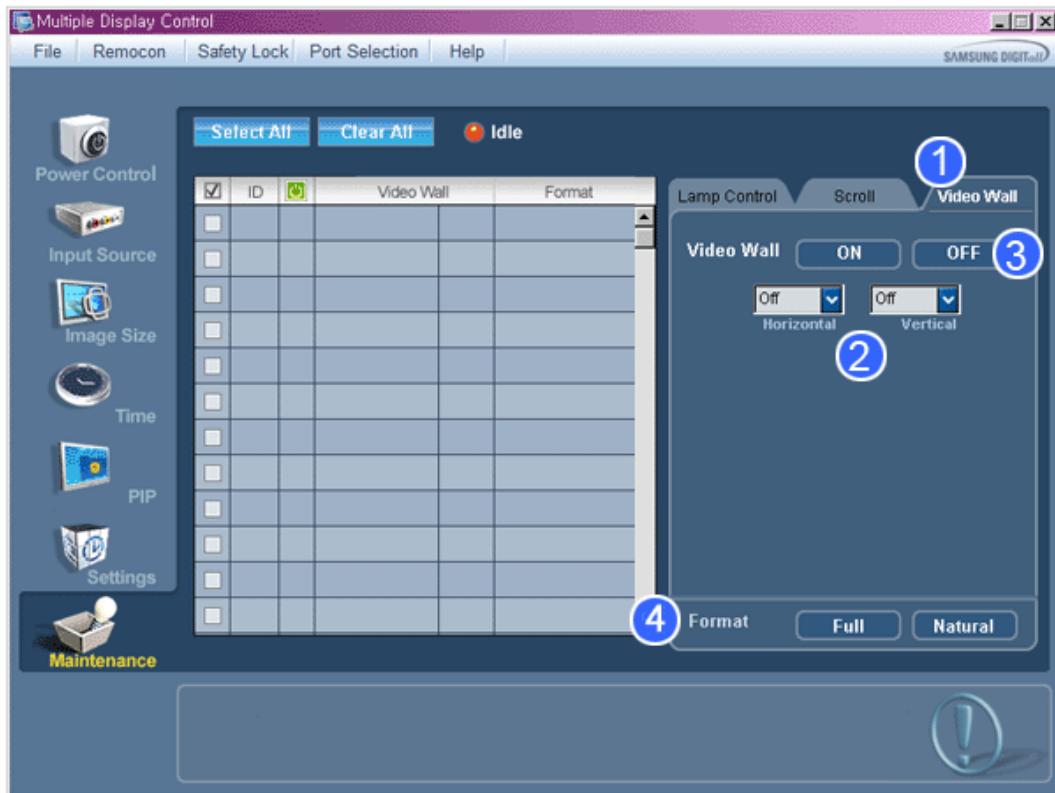 Multiple Display Control
File Remocon Safety Lock Port Selection Help
SAMSUNG DIGITall
Power Control
Input Source
Image Size
Time
PIP
Settings
Maintenance
Select All Clear All Idle
ID Video Wall Format
1
Lamp Control Scroll Video Wall
Video Wall ON OFF 3
Off Off
Horizontal Vertical
2
4 Format Full Natural